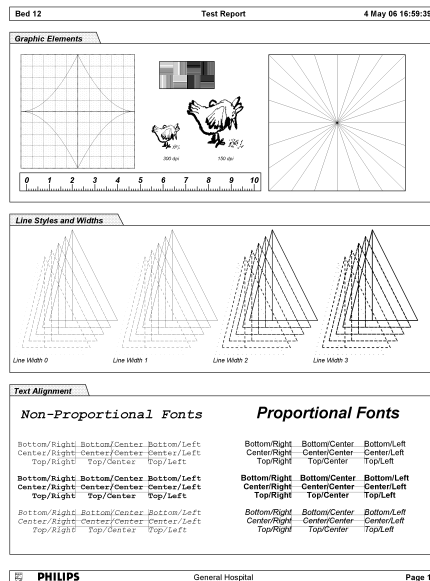 Bed 12 Test Report 4 May 06 16:59:39
Graphic Elements
300 dpi 150 dpi
0 1 2 3 4 5 6 7 8 9 10
Line Styles and Widths
Line Width 0 Line Width 1 Line Width 2 Line Width 3
Text Alignment
Non-Proportional Fonts Proportional Fonts
Bottom/Right Bottom/Center Bottom/Left Bottom/Right Bottom/Center Bottom/Left
Center/Right Center/Center Center/Left Center/Right Center/Center Center/Left
Top/Right Top/Center Top/Left Top/Right Top/Center Top/Left
Bottom/Right Bottom/Center Bottom/Left Bottom/Right Bottom/Center Bottom/Left
Center/Right Center/Center Center/Left Center/Right Center/Center Center/Left
Top/Right Top/Center Top/Left Top/Right Top/Center Top/Left
Bottom/Right Bottom/Center Bottom/Left Bottom/Right Bottom/Center Bottom/Left
Center/Right Center/Center Center/Left Center/Right Center/Center Center/Left
Top/Right Top/Center Top/Left Top/Right Top/Center Top/Left
PHILIPS General Hospital Page 1